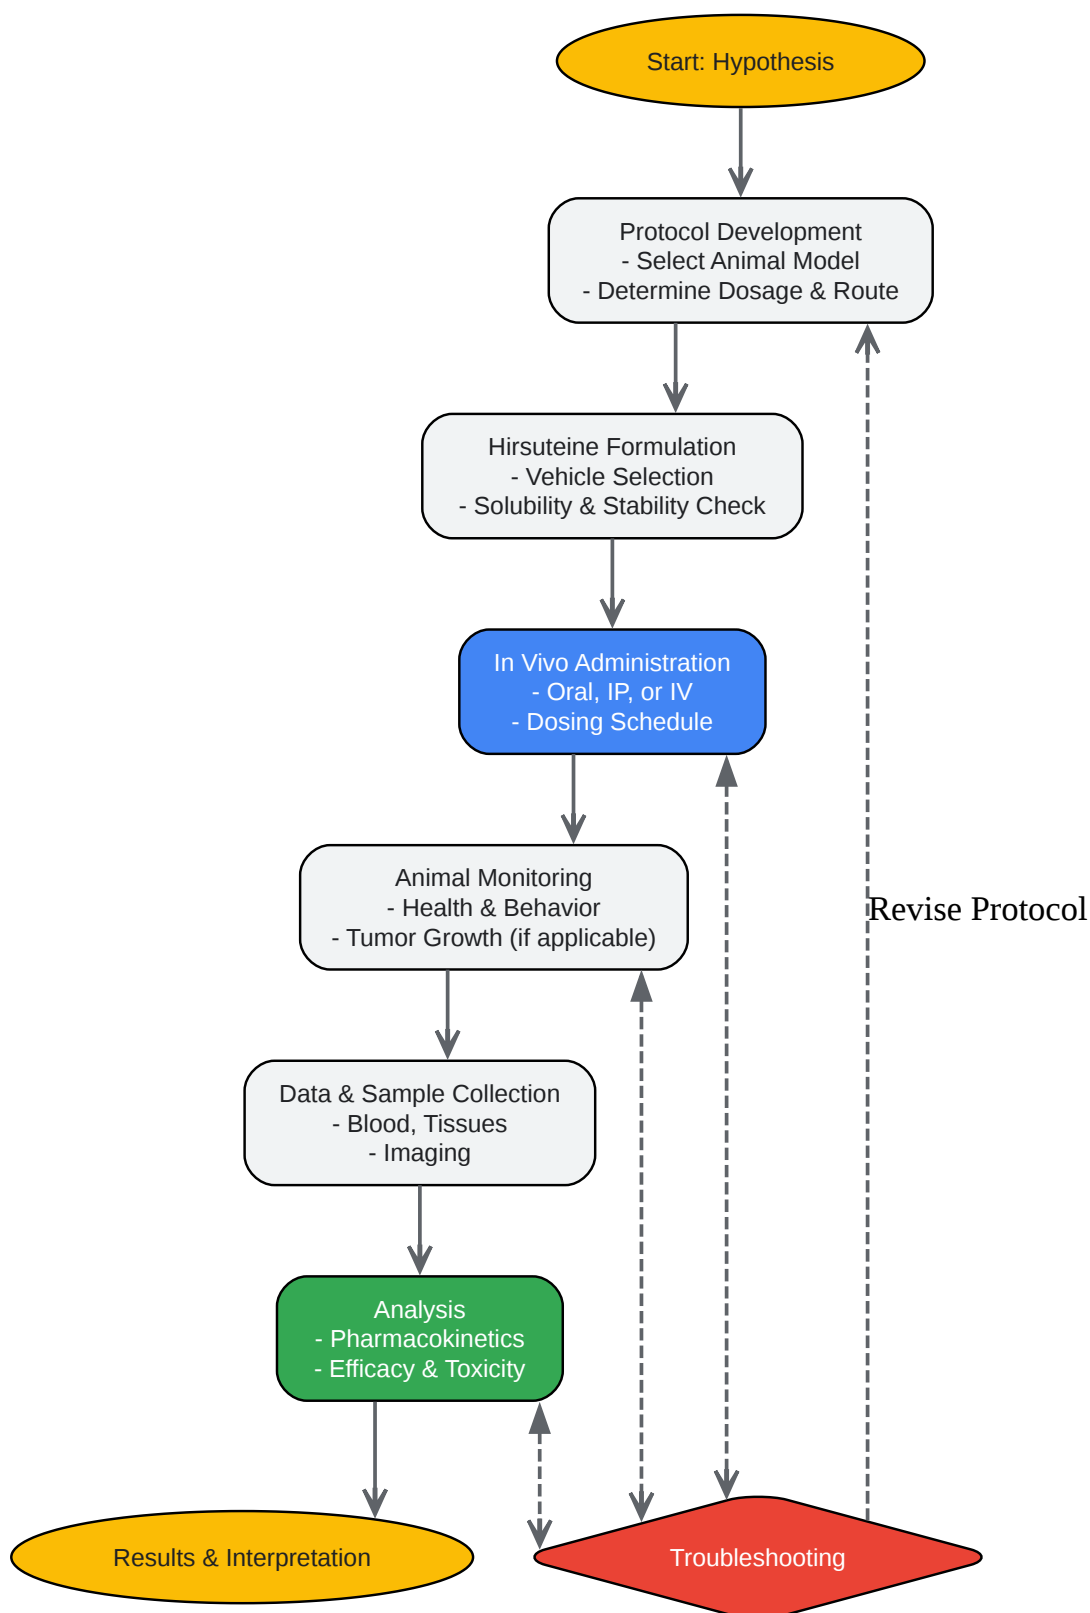 Start: Hypothesis
Protocol Development
- Select Animal Model
- Determine Dosage & Route
Hirsuteine Formulation
- Vehicle Selection
- Solubility & Stability Check
In Vivo Administration
- Oral, IP, or IV
- Dosing Schedule
Animal Monitoring
- Health & Behavior
- Tumor Growth (if applicable)
Revise Protocol
Data & Sample Collection
- Blood, Tissues
- Imaging
Analysis
- Pharmacokinetics
- Efficacy & Toxicity
Results & Interpretation
Troubleshooting